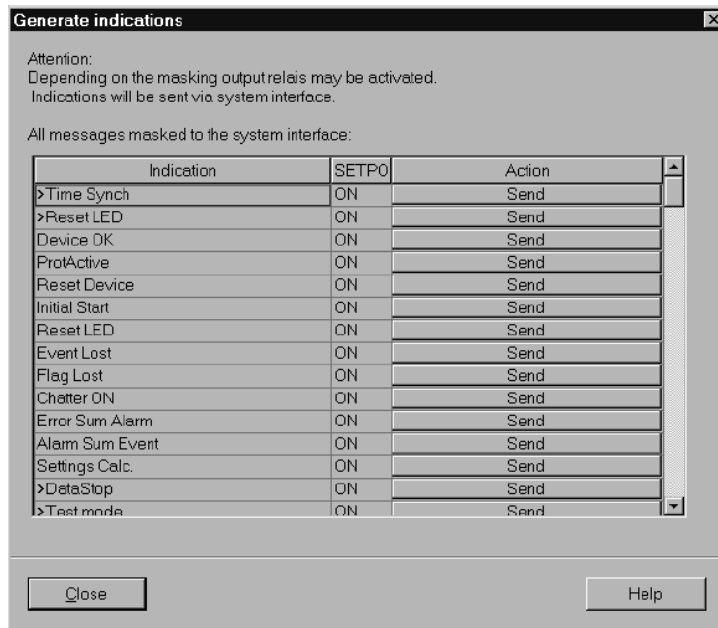 Generate indications
Attention:
Depending on the masking output relais may be activated.
Indications will be sent via system interface.
All messages masked to the system interface:
Indication SETPO Action
>Time Synch ON Send
>Reset LED ON Send
Device OK ON Send
ProtActive ON Send
Reset Device ON Send
Initial Start ON Send
Reset LED ON Send
Event Lost ON Send
Flag Lost ON Send
Chatter ON ON Send
Error Sum Alarm ON Send
Alarm Sum Event ON Send
Settings Calc. ON Send
>DataStop ON Send
>Test mode ON Send
Close Help